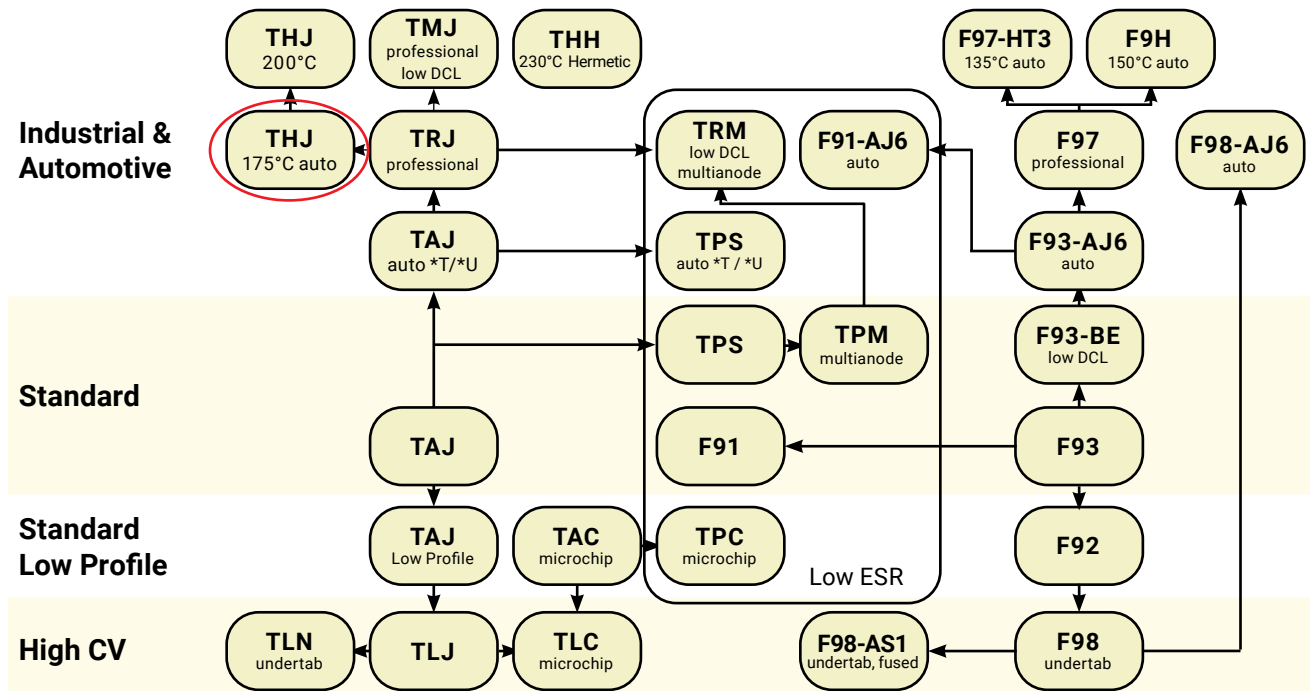 THJ
200°C
TMJ
professional
low DCL
THH
230°C Hermetic
F97-HT3
135°C auto
F9H
150°C auto
Industrial &
Automotive
THJ
175°C auto
TRJ
professional
TRM
low DCL
multianode
F91-AJ6
auto
F97
professional
F98-AJ6
auto
TAJ
auto *T/*U
TPS
auto *T / *U
F93-AJ6
auto
Standard
TPS
TPM
multianode
F93-BE
low DCL
TAJ
F91
F93
Standard
Low Profile
TAJ
Low Profile
TAC
microchip
TPC
microchip
F92
Low ESR
High CV
TLN
undertab
TLJ
TLC
microchip
F98-AS1
undertab, fused
F98
undertab